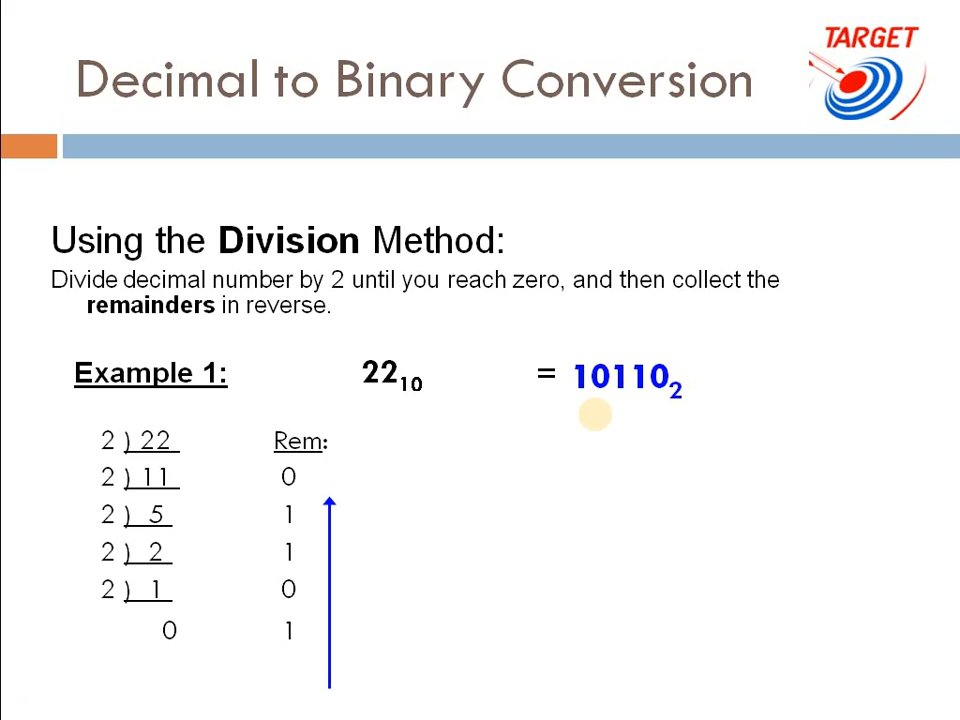 TARGET
Decimal to Binary Conversion
Using the Division Method:
Divide decimal number by 2 until you reach zero, and then collect the
remainders in reverse.
Example 1: 22₁₀ = 10110₂
2 ) 22 Rem:
2 ) 11 0
2 ) 5 1
2 ) 2 1
2 ) 1 0
0 1